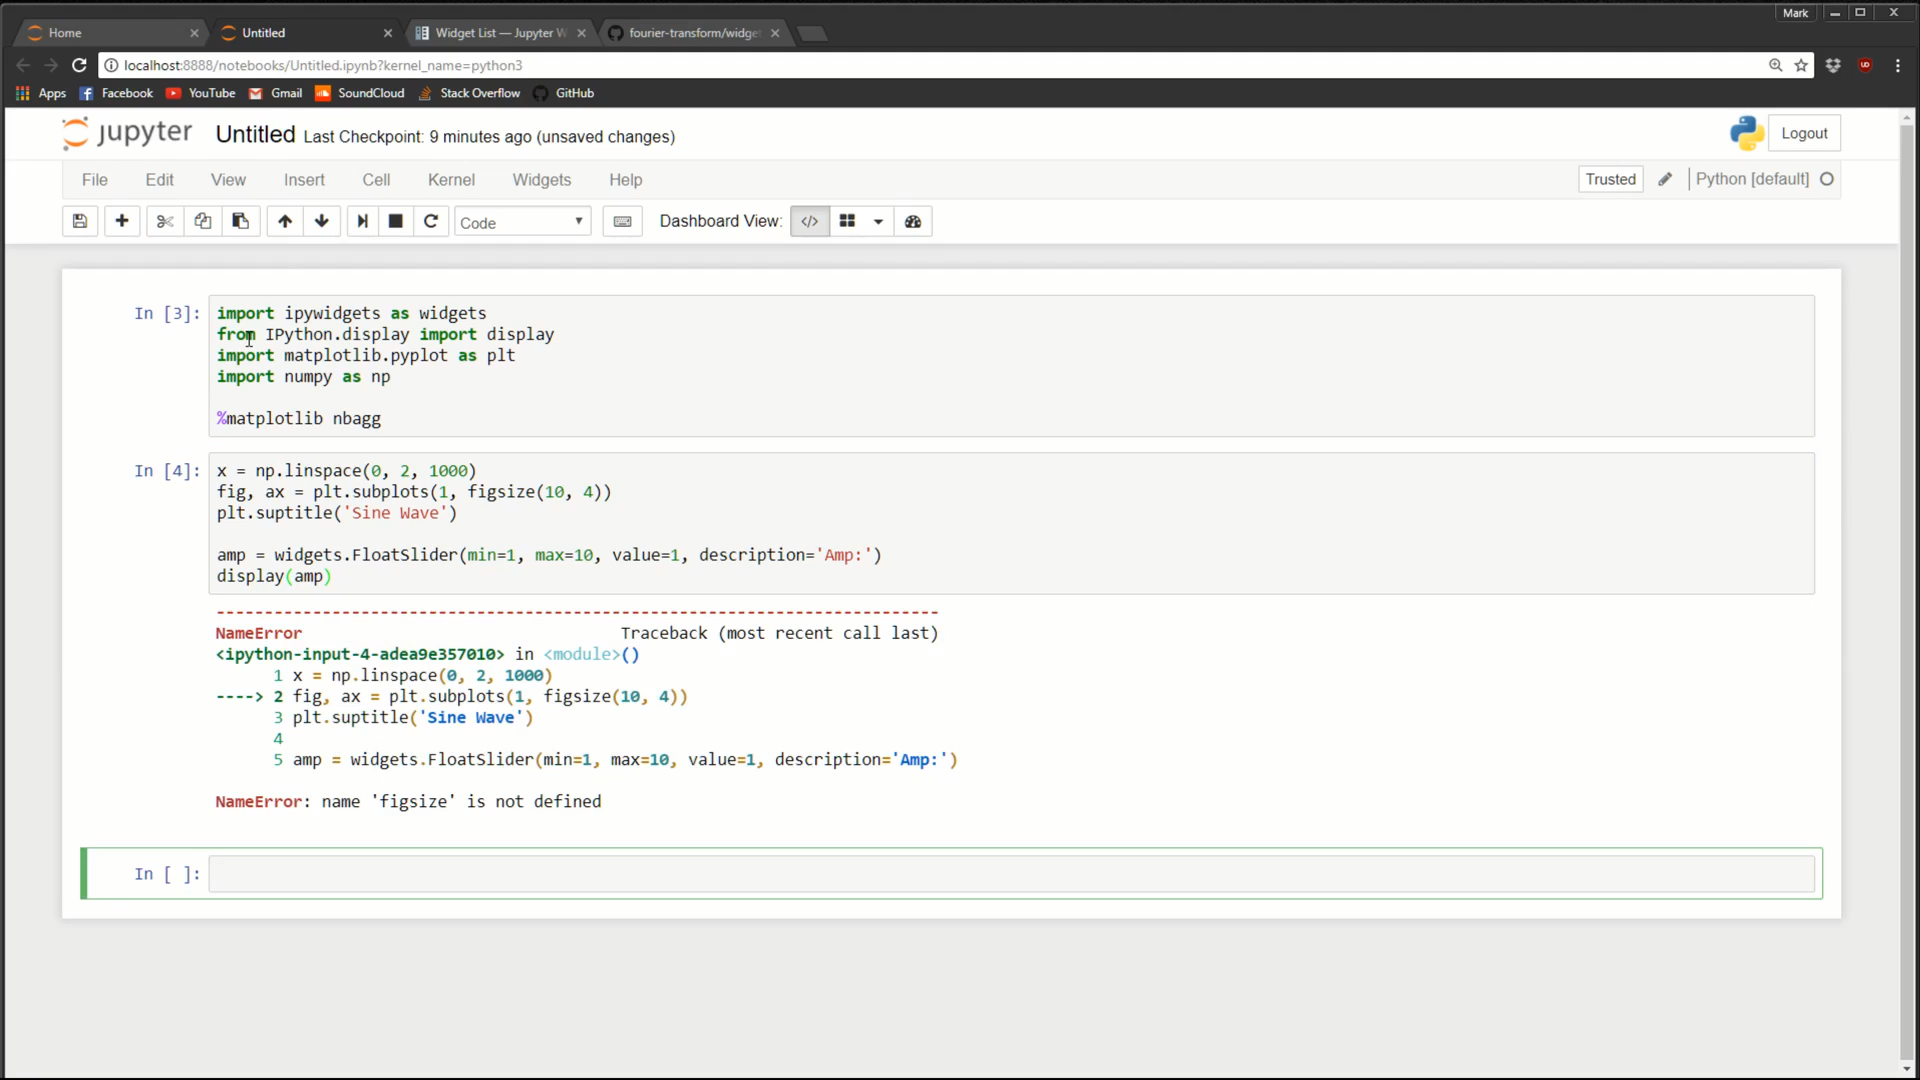 Mark
Home
Untitled
Widget List — Jupyter W
fourier-transform/widge
localhost:8888/notebooks/Untitled.ipynb?kernel_name=python3
Apps Facebook YouTube Gmail SoundCloud Stack Overflow GitHub
jupyter Untitled Last Checkpoint: 9 minutes ago (unsaved changes) Logout
File Edit View Insert Cell Kernel Widgets Help Trusted Python [default]
Code Dashboard View: </>
In [3]: import ipywidgets as widgets
from IPython.display import display
import matplotlib.pyplot as plt
import numpy as np
%matplotlib nbagg
In [4]: x = np.linspace(0, 2, 1000)
fig, ax = plt.subplots(1, figsize(10, 4))
plt.suptitle('Sine Wave')
amp = widgets.FloatSlider(min=1, max=10, value=1, description='Amp:')
display(amp)
---------------------------------------------------------------------------
NameError                                 Traceback (most recent call last)
<ipython-input-4-adea9e357010> in <module>()
1 x = np.linspace(0, 2, 1000)
----> 2 fig, ax = plt.subplots(1, figsize(10, 4))
3 plt.suptitle('Sine Wave')
4
5 amp = widgets.FloatSlider(min=1, max=10, value=1, description='Amp:')
NameError: name 'figsize' is not defined
In [ ]: